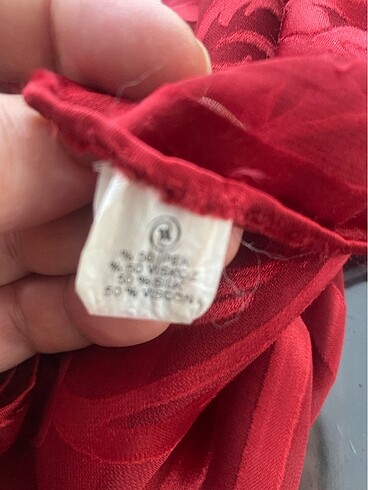 % 50 İPEK
% 50 VİSKOZ
50 % SILK
50 % VISCON